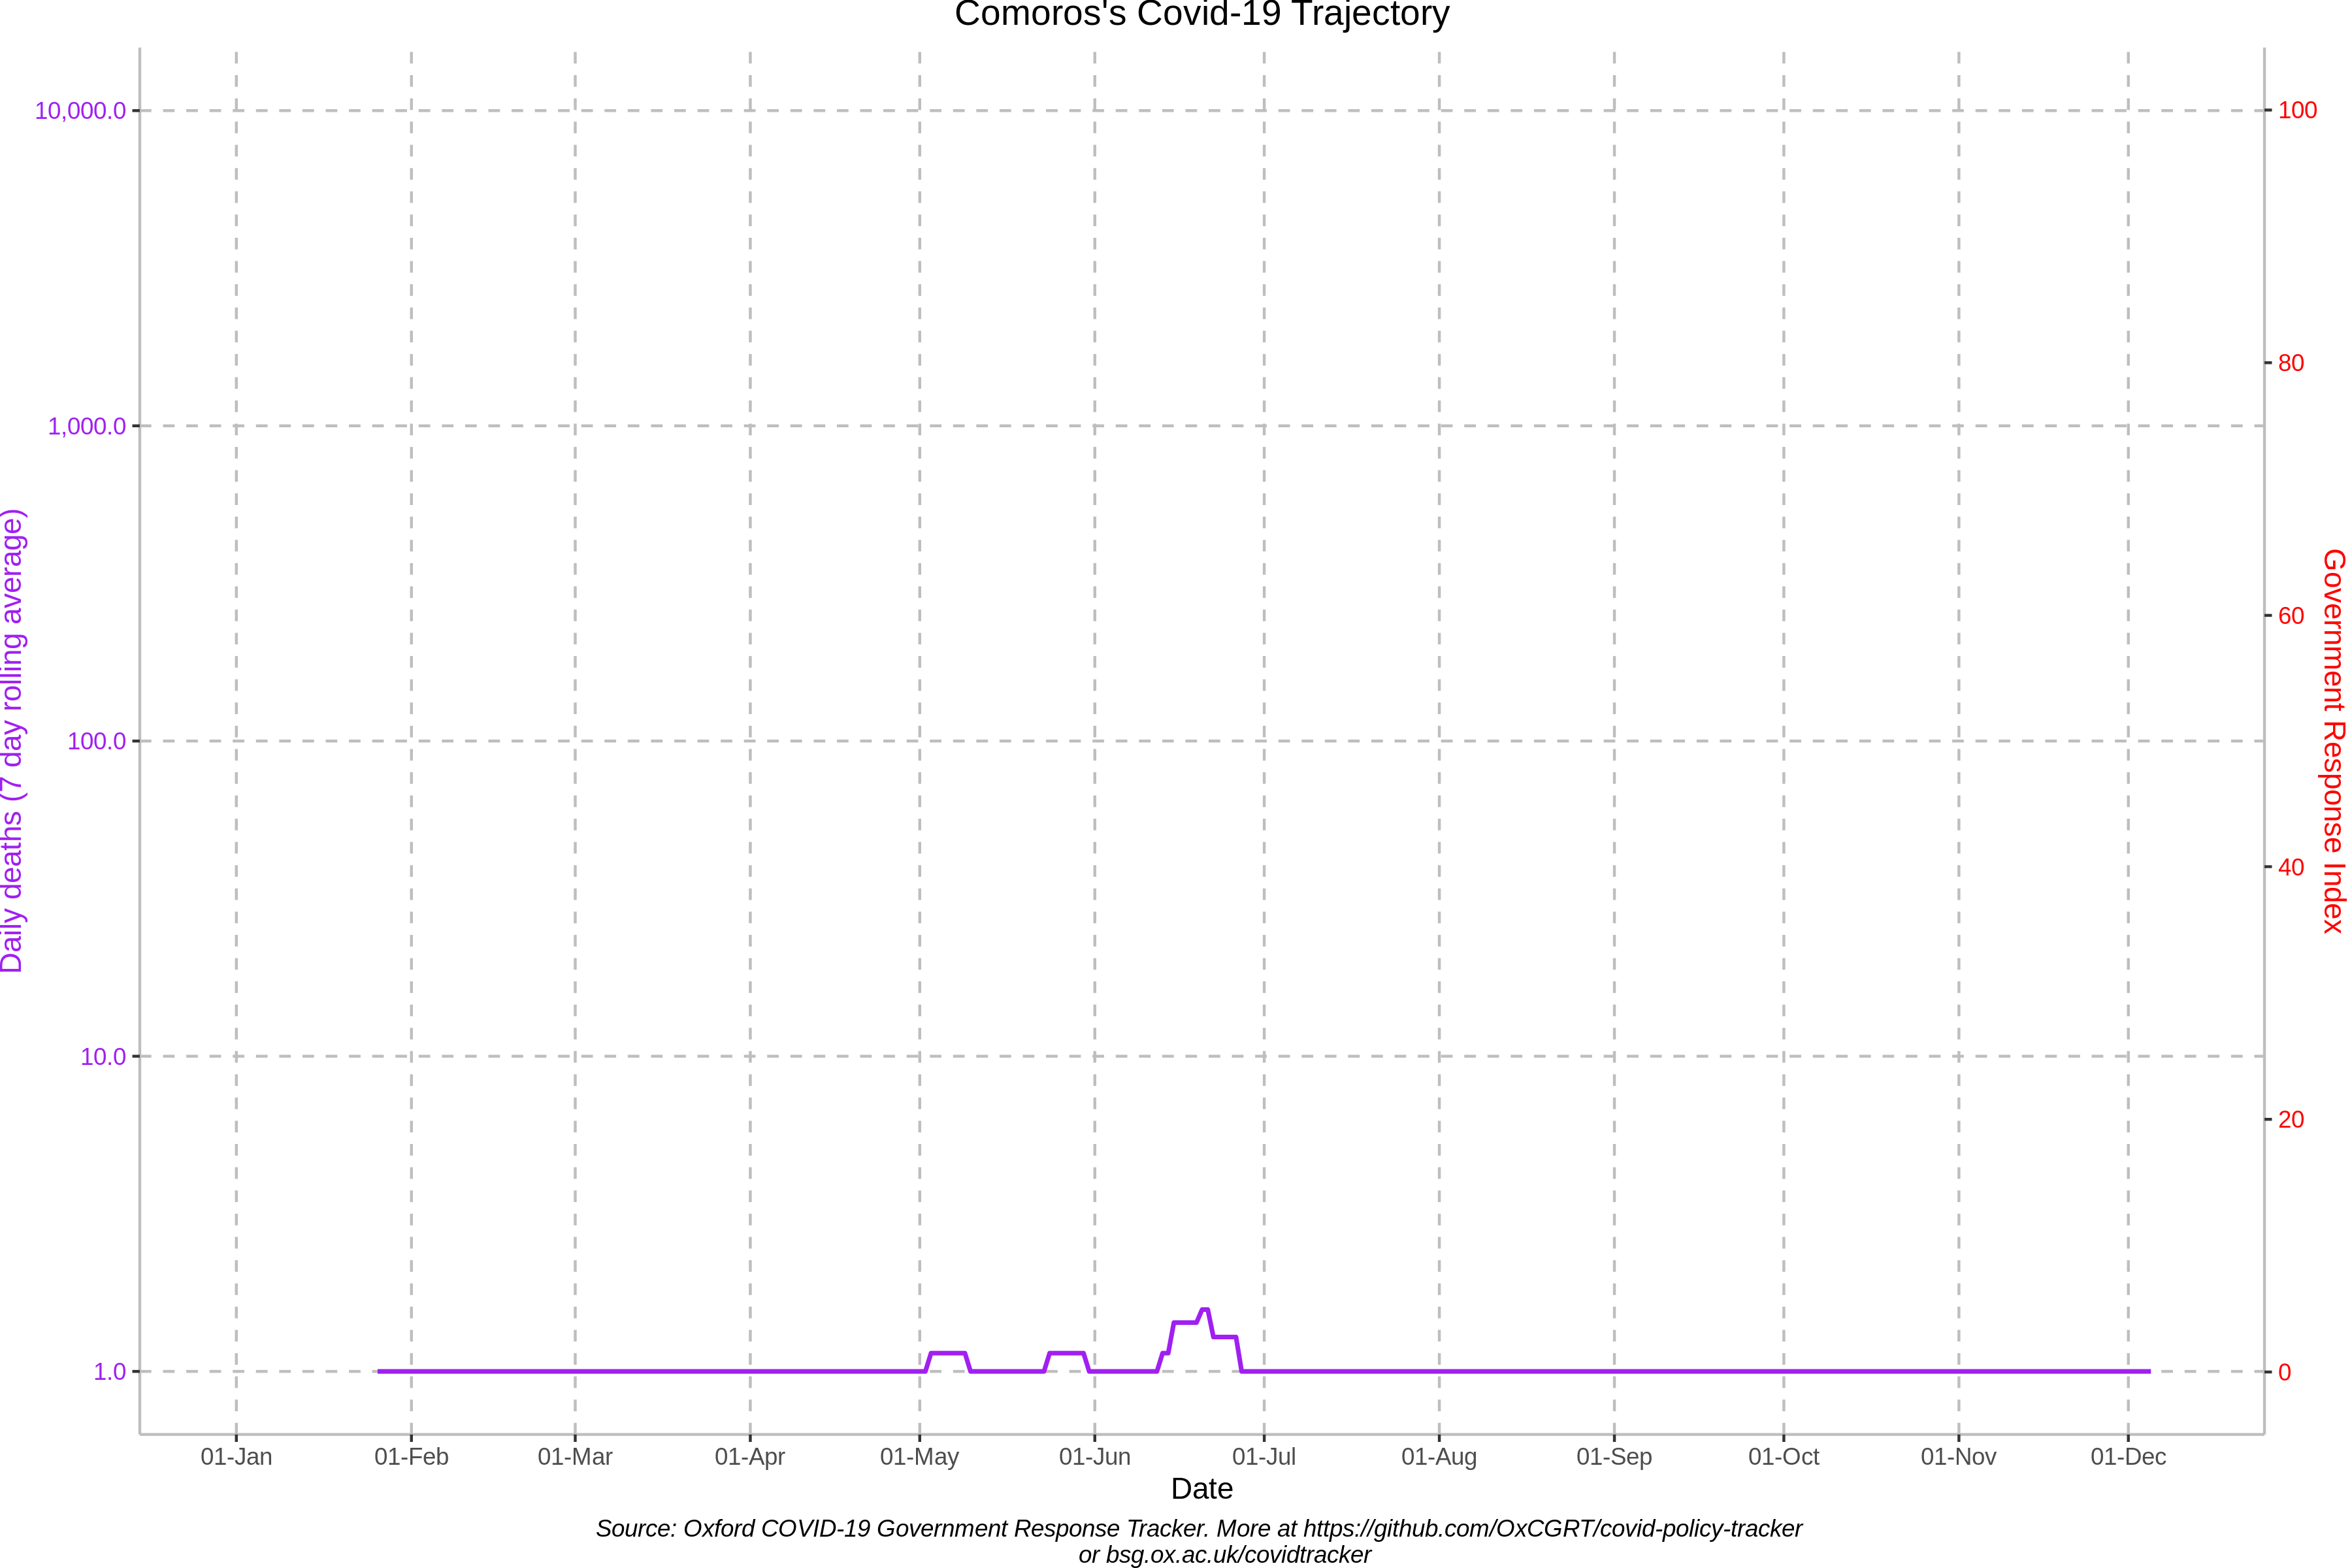 Comoros's Covid-19 Trajectory
Daily deaths (7 day rolling average)
10,000.0
1,000.0
100.0
10.0
1.0
100
80
60
40
20
0
Government Response Index
01-Jan
01-Feb
01-Mar
01-Apr
01-May
01-Jun
01-Jul
01-Aug
01-Sep
01-Oct
01-Nov
01-Dec
Date
Source: Oxford COVID-19 Government Response Tracker. More at https://github.com/OxCGRT/covid-policy-tracker
or bsg.ox.ac.uk/covidtracker